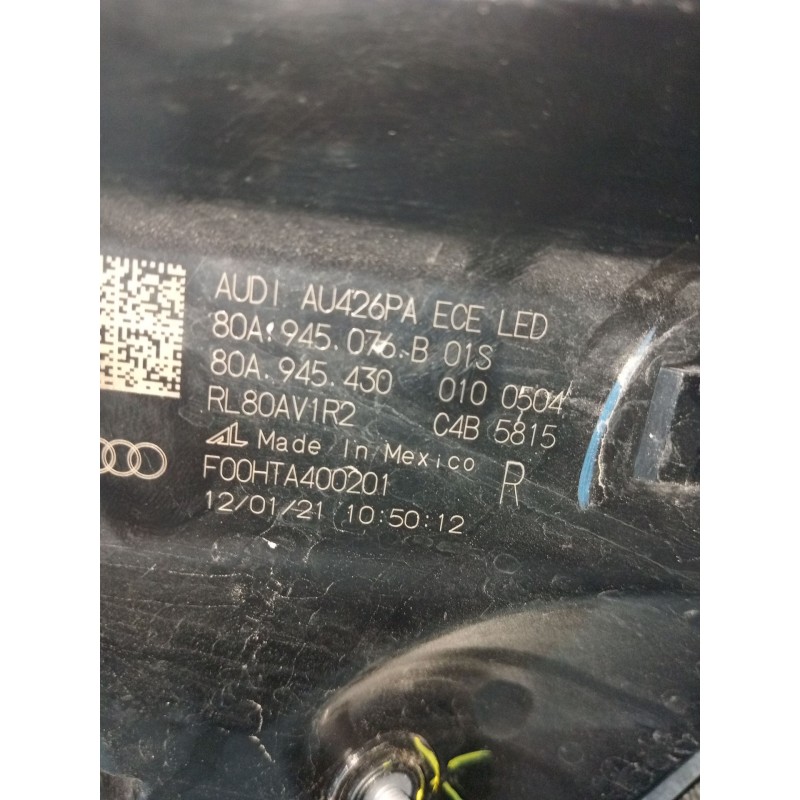 AUDI AU426PA ECE LED
80A.945.076.B 01S
80A.945.430 010 0504
RL80AV1R2 C4B 5815
AL Made In Mexico
F00HTA400201 R
12/01/21 10:50:12